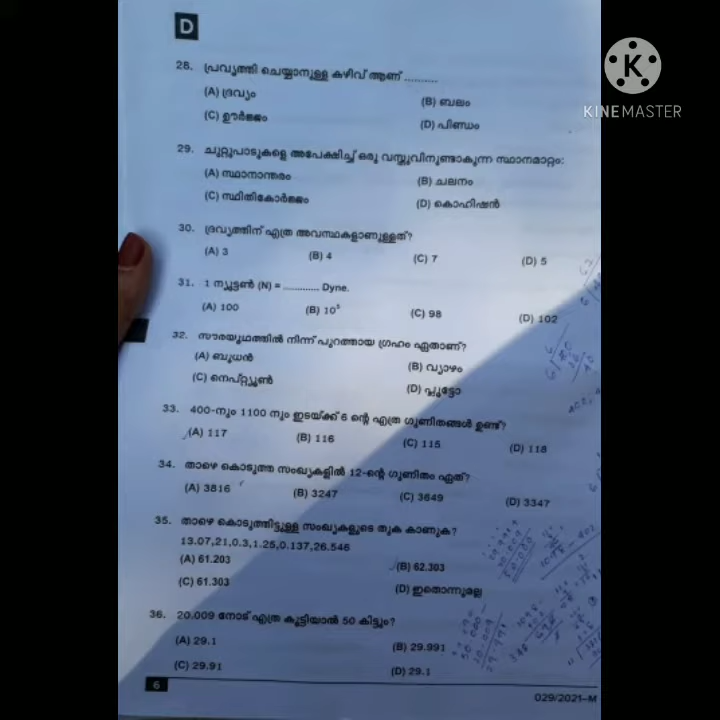 D
KINEMASTER
28. പ്രവൃത്തി ചെയ്യാനുള്ള കഴിവ് ആണ് ..........
(A) ദ്രവ്യം (B) ബലം
(C) ഊർജ്ജം (D) പിണ്ഡം
29. ചുറ്റുപാടുകളെ അപേക്ഷിച്ച് ഒരു വസ്തുവിനുണ്ടാകുന്ന സ്ഥാനമാറ്റം:
(A) സ്ഥാനാന്തരം (B) ചലനം
(C) സ്ഥിതികോർജ്ജം (D) കൊഹിഷൻ
30. ദ്രവ്യത്തിന് എത്ര അവസ്ഥകളാണുള്ളത്?
(A) 3 (B) 4 (C) 7 (D) 5
31. 1 ന്യൂട്ടൺ (N) = ............ Dyne.
(A) 100 (B) 10⁵ (C) 98 (D) 102
32. സൗരയൂഥത്തിൽ നിന്ന് പുറത്തായ ഗ്രഹം ഏതാണ്?
(A) ബുധൻ (B) വ്യാഴം
(C) നെപ്റ്റ്യൂൺ (D) പ്ലൂട്ടോ
33. 400-നും 1100 നും ഇടയ്ക്ക് 6 ന്റെ എത്ര ഗുണിതങ്ങൾ ഉണ്ട്?
(A) 117 (B) 116 (C) 115 (D) 118
34. താഴെ കൊടുത്ത സംഖ്യകളിൽ 12-ന്റെ ഗുണിതം ഏത്?
(A) 3816 (B) 3247 (C) 3649 (D) 3347
35. താഴെ കൊടുത്തിട്ടുള്ള സംഖ്യകളുടെ തുക കാണുക?
13.07,21,0.3,1.25,0.137,26.546
(A) 61.203 (B) 62.303
(C) 61.303 (D) ഇതൊന്നുമല്ല
36. 20.009 നോട് എത്ര കൂട്ടിയാൽ 50 കിട്ടും?
(A) 29.1 (B) 29.991
(C) 29.91 (D) 29.1
6
029/2021–M